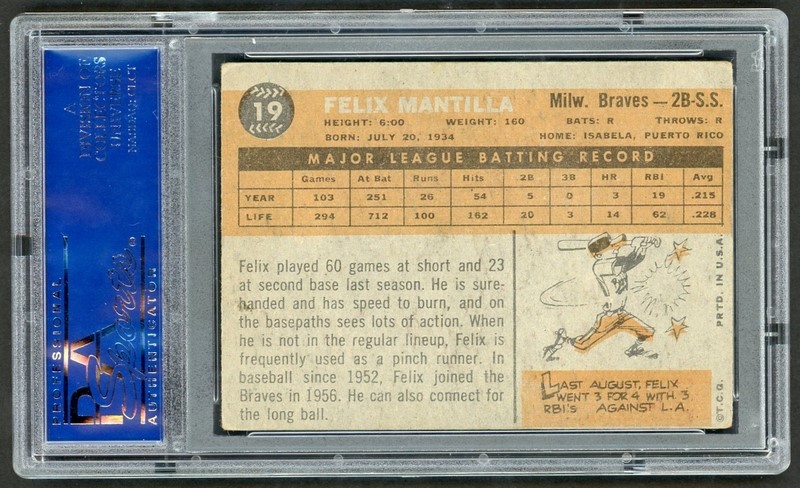 19
FELIX MANTILLA
Milw. Braves — 2B-S.S.
HEIGHT: 6:00 WEIGHT: 160 BATS: R THROWS: R
BORN: JULY 20, 1934 HOME: ISABELA, PUERTO RICO
MAJOR LEAGUE BATTING RECORD
Games At Bat Runs Hits 2B 3B HR RBI Avg
YEAR 103 251 26 54 5 0 3 19 .215
LIFE 294 712 100 162 20 3 14 62 .228
Felix played 60 games at short and 23
at second base last season. He is sure-
handed and has speed to burn, and on
the basepaths sees lots of action. When
he is not in the regular lineup, Felix is
frequently used as a pinch runner. In
baseball since 1952, Felix joined the
Braves in 1956. He can also connect for
the long ball.
LAST AUGUST, FELIX
WENT 3 FOR 4 WITH 3
RBI's AGAINST L.A.
©T.C.G. PRTD. IN U.S.A.
A
DIVISION OF
COLLECTORS
UNIVERSE
NASDAQ: CLCT
PROFESSIONAL
Sports
AUTHENTICATOR